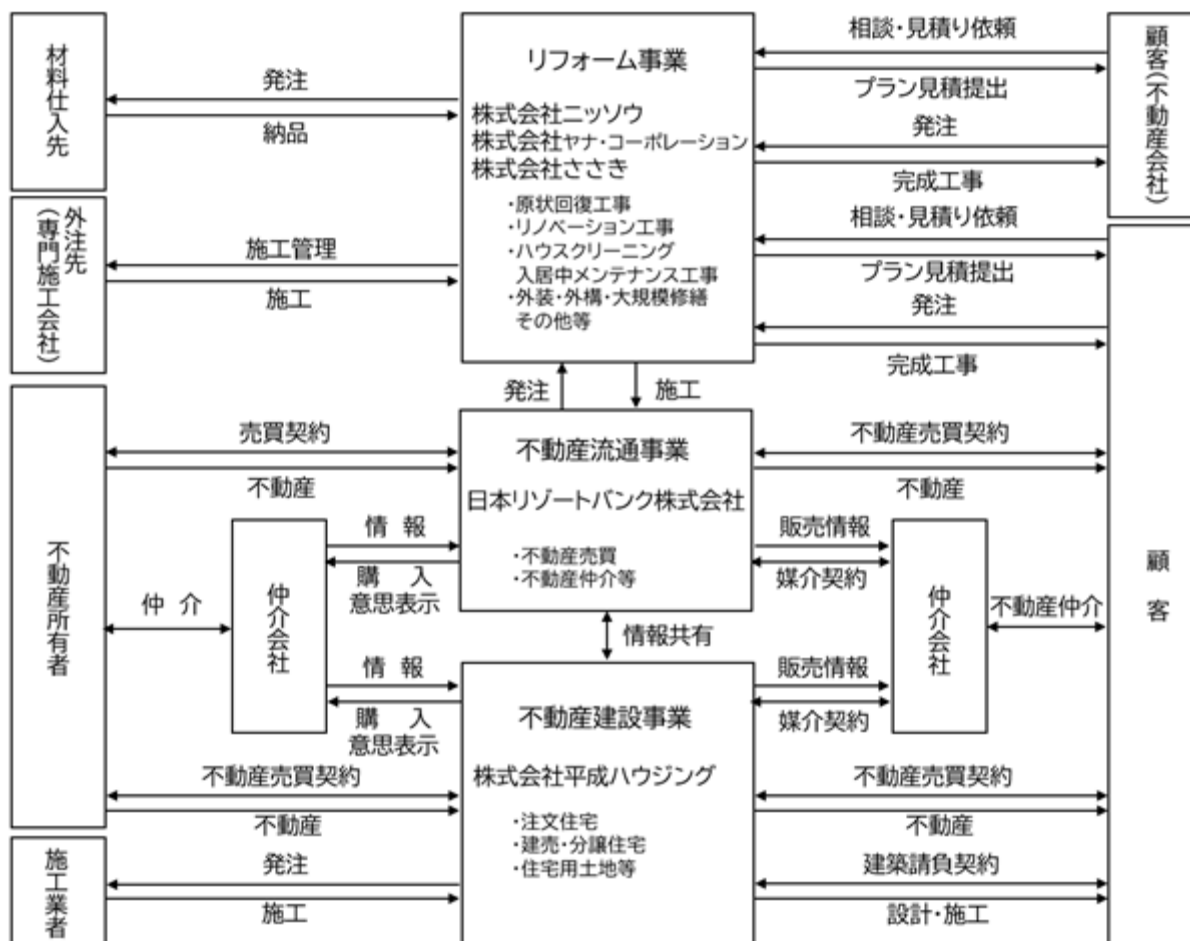 材料仕入先
発注
納品
リフォーム事業
株式会社ニッソウ
株式会社ヤナ・コーポレーション
株式会社ささき
・原状回復工事
・リノベーション工事
・ハウスクリーニング
入居中メンテナンス工事
・外装・外構・大規模修繕
その他等
相談・見積り依頼
プラン見積提出
発注
完成工事
顧客(不動産会社)
外注先
(専門施工会社)
施工管理
施工
相談・見積り依頼
プラン見積提出
発注
完成工事
発注
施工
不動産所有者
売買契約
不動産
仲介
仲介会社
情報
購入
意思表示
不動産流通事業
日本リゾートバンク株式会社
・不動産売買
・不動産仲介等
不動産売買契約
不動産
販売情報
媒介契約
仲介会社
不動産仲介
顧客
情報共有
情報
購入
意思表示
不動産売買契約
不動産
不動産建設事業
株式会社平成ハウジング
・注文住宅
・建売・分譲住宅
・住宅用土地等
販売情報
媒介契約
不動産売買契約
不動産
施工業者
発注
施工
建築請負契約
設計・施工